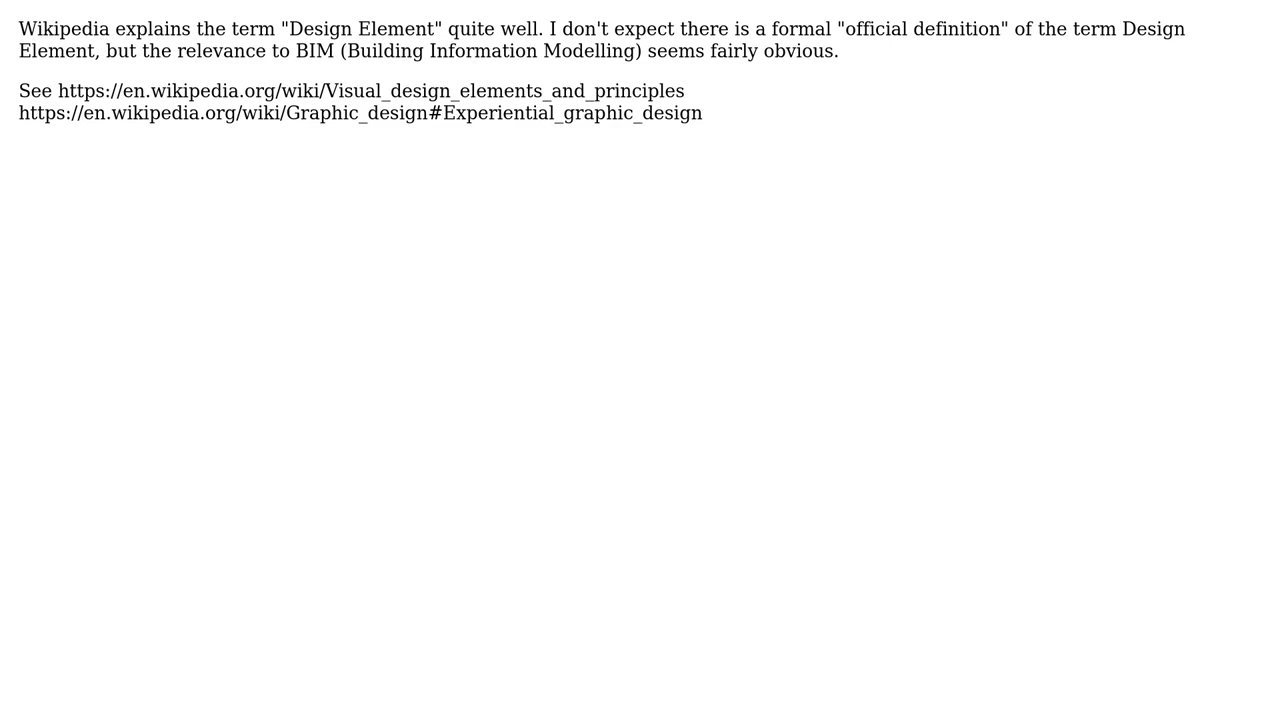 Wikipedia explains the term "Design Element" quite well. I don't expect there is a formal "official definition" of the term Design
Element, but the relevance to BIM (Building Information Modelling) seems fairly obvious.
See https://en.wikipedia.org/wiki/Visual_design_elements_and_principles
https://en.wikipedia.org/wiki/Graphic_design#Experiential_graphic_design